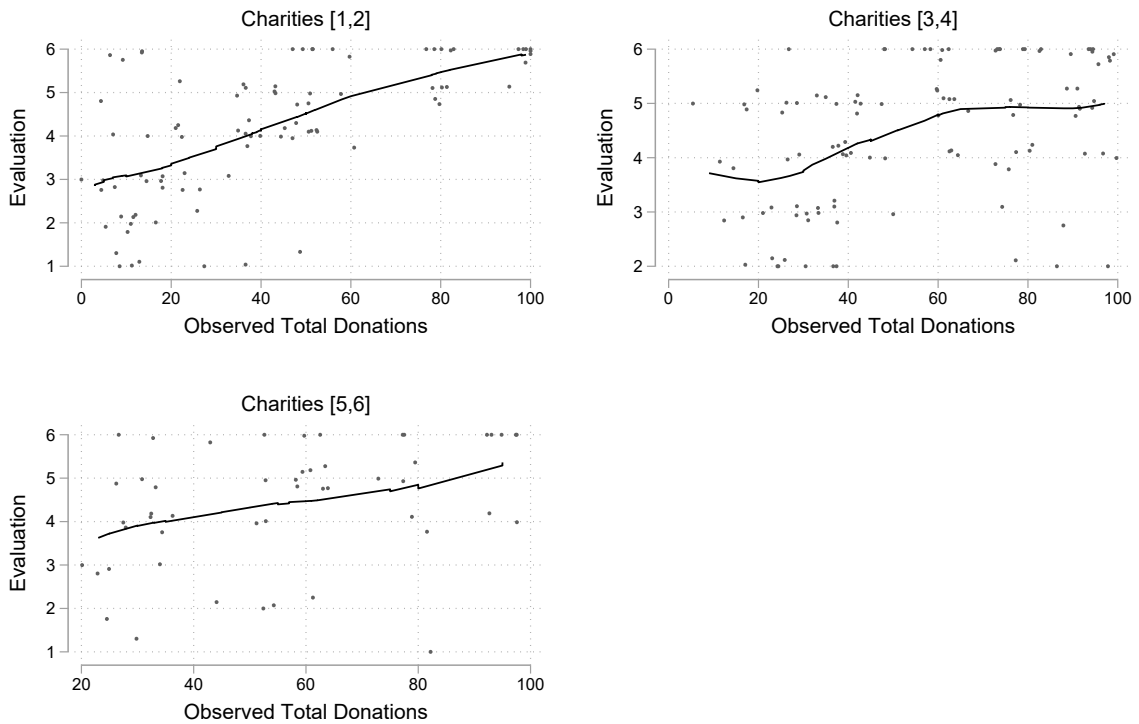 Charities [1,2]
Evaluation
6
5
4
3
2
1
0 20 40 60 80 100
Observed Total Donations
Charities [3,4]
Evaluation
6
5
4
3
2
0 20 40 60 80 100
Observed Total Donations
Charities [5,6]
Evaluation
6
5
4
3
2
1
20 40 60 80 100
Observed Total Donations